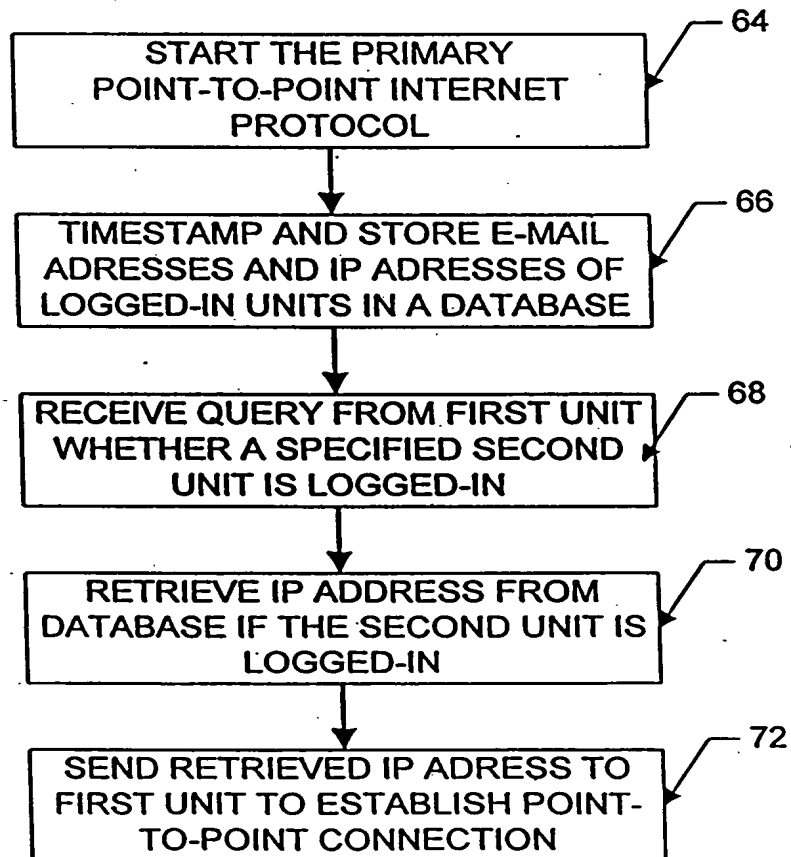 64
START THE PRIMARY
POINT-TO-POINT INTERNET
PROTOCOL
66
TIMESTAMP AND STORE E-MAIL
ADRESSES AND IP ADRESSES OF
LOGGED-IN UNITS IN A DATABASE
68
RECEIVE QUERY FROM FIRST UNIT
WHETHER A SPECIFIED SECOND
UNIT IS LOGGED-IN
70
RETRIEVE IP ADDRESS FROM
DATABASE IF THE SECOND UNIT IS
LOGGED-IN
72
SEND RETRIEVED IP ADRESS TO
FIRST UNIT TO ESTABLISH POINT-
TO-POINT CONNECTION